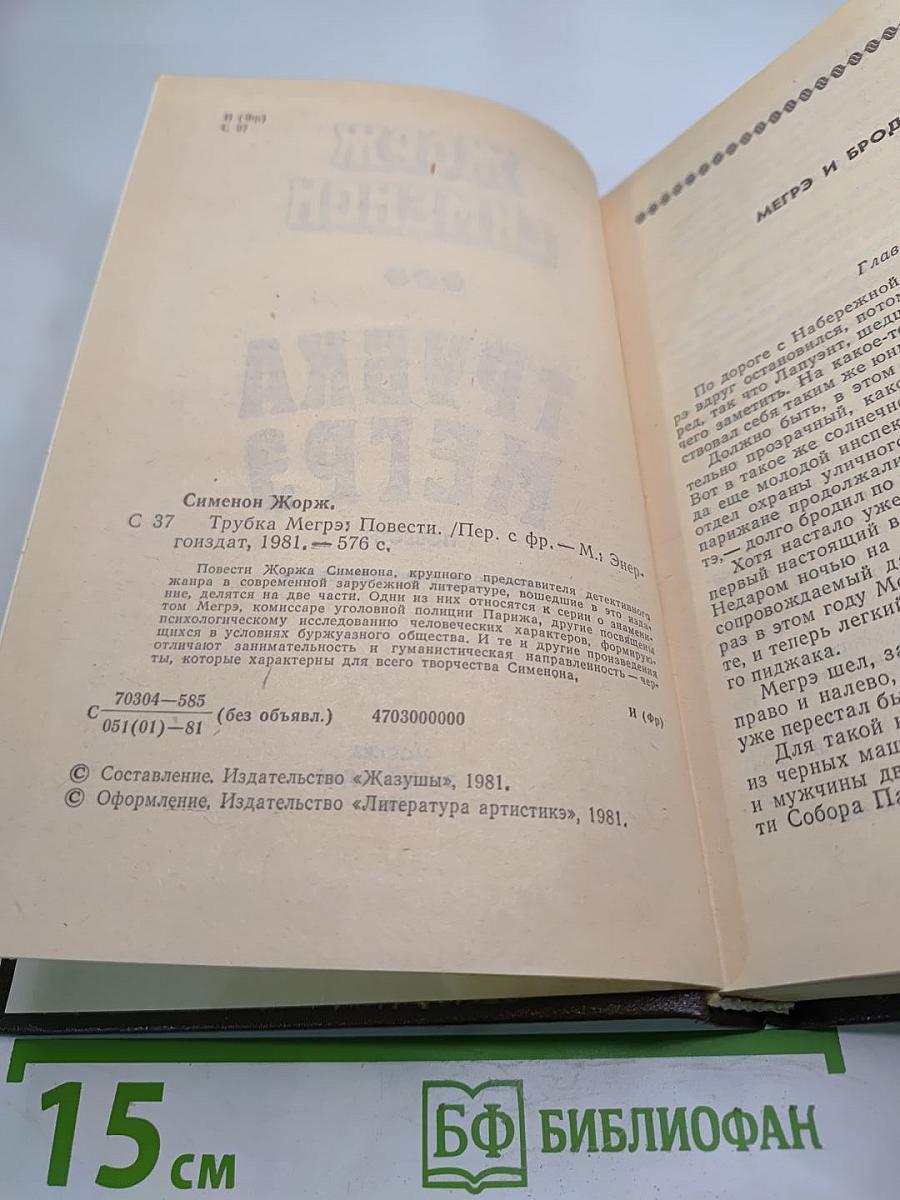 И (Фр)
С 37
Сименон Жорж.
С 37 Трубка Мегрэ: Повести. /Пер. с фр. — М.: Энер-
гоиздат, 1981. — 576 с.
Повести Жоржа Сименона, крупного представителя детективного
жанра в современной зарубежной литературе, вошедшие в это изда-
ние, делятся на две части. Одни из них относятся к серии о знамени-
том Мегрэ, комиссаре уголовной полиции Парижа, другие посвящены
психологическому исследованию человеческих характеров, формирую-
щихся в условиях буржуазного общества. И те и другие произведения
отличают занимательность и гуманистическая направленность — чер-
ты, которые характерны для всего творчества Сименона.
С 70304—585
051(01)—81 (без объявл.) 4703000000 И (Фр)
© Составление. Издательство «Жазушы», 1981.
© Оформление. Издательство «Литература артистикэ», 1981.
МЕГРЭ И БРОД
Глав
По дороге с Набережной
рэ вдруг остановился, потом
ред, так что Лапуэнт, шедш
чего заметить. На какое-т
ствовал себя таким же юн
Должно быть, в этом
тельно прозрачный, како
Вот в такое же солнечно
да еще молодой инспек
отдел охраны уличного
парижане продолжали
тэ,— долго бродил по
Хотя настало уже
первый настоящий в
Недаром ночью на
сопровождаемый д
раз в этом году Ме
те, и теперь легкий
го пиджака.
Мегрэ шел, за
право и налево,
уже перестал бы
Для такой
из черных маш
и мужчины дв
ти Собора Па
15 см
БФ БИБЛИОФАН